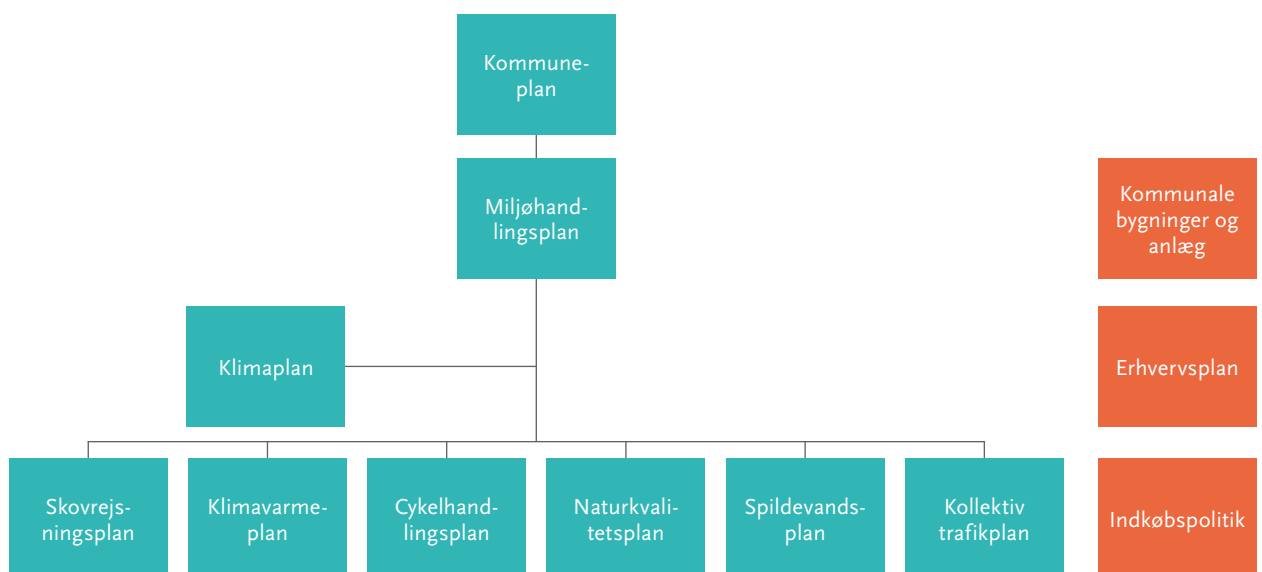 Kommune-
plan
Miljøhand-
lingsplan
Kommunale
bygninger og
anlæg
Klimaplan
Erhvervsplan
Skovrejs-
ningsplan
Klimavarme-
plan
Cykelhand-
lingsplan
Naturkvali-
tetsplan
Spildevands-
plan
Kollektiv
trafikplan
Indkøbspolitik